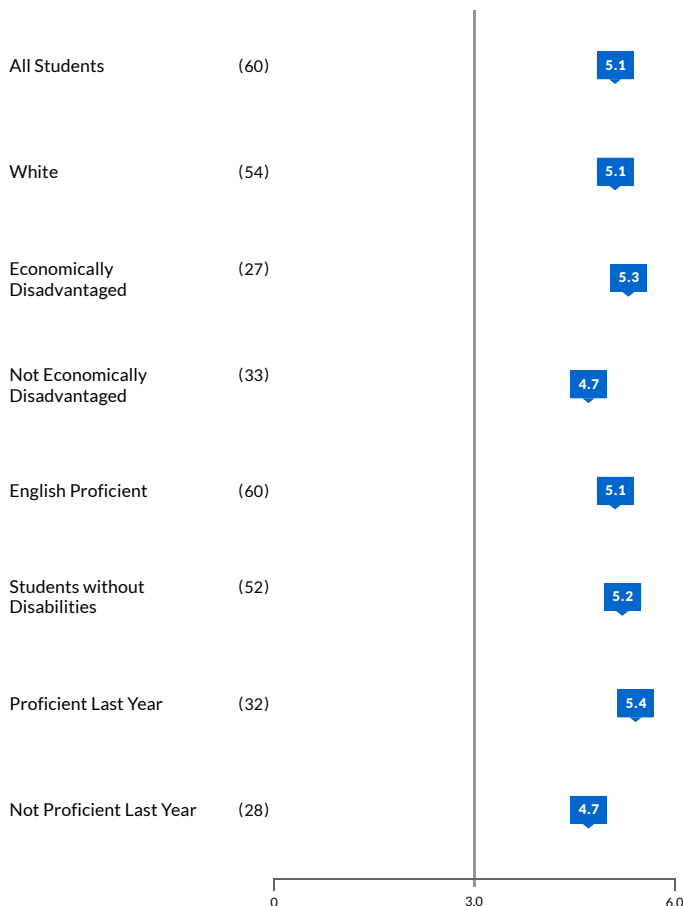 All Students (60) 5.1
White (54) 5.1
Economically
Disadvantaged (27) 5.3
Not Economically
Disadvantaged (33) 4.7
English Proficient (60) 5.1
Students without
Disabilities (52) 5.2
Proficient Last Year (32) 5.4
Not Proficient Last Year (28) 4.7
0 3.0 6.0